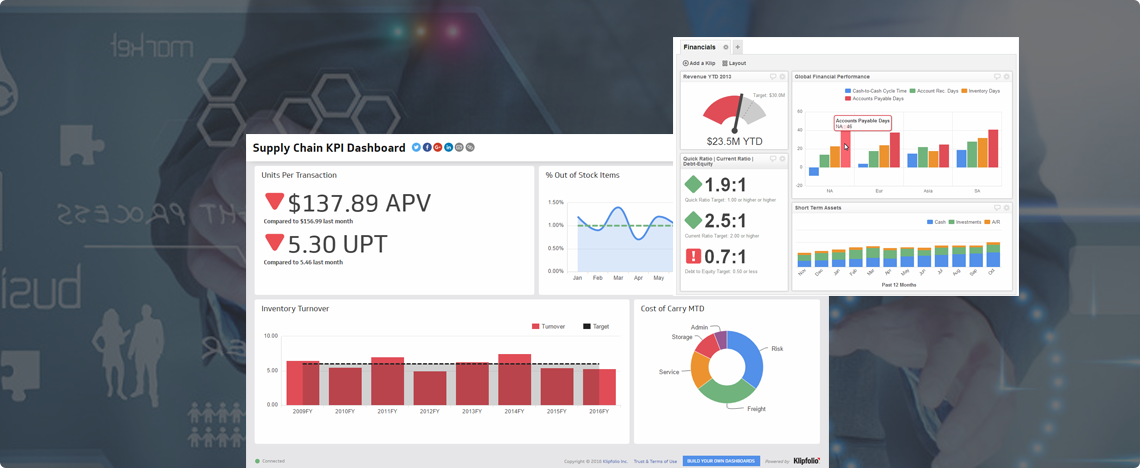 Supply Chain KPI Dashboard
Units Per Transaction
$137.89 APV
Compared to $156.99 last month
5.30 UPT
Compared to 5.46 last month
% Out of Stock Items
1.50%
1.00%
0.50%
0.00%
Jan Feb Mar Apr May
Inventory Turnover
Turnover Target
10.00
5.00
0.00
2009FY 2010FY 2011FY 2012FY 2013FY 2014FY 2015FY 2016FY
Cost of Carry MTD
Admin
Storage
Risk
Service
Freight
Connected
Copyright © 2016 Klipfolio Inc. Trust & Terms of Use BUILD YOUR OWN DASHBOARDS Powered by Klipfolio
Financials +
Add a Klip Layout
Revenue YTD 2013
Target: $30.0M
$23.5M YTD
Quick Ratio | Current Ratio |
Debt-Equity
1.9:1
Quick Ratio Target: 1.00 or higher or higher
2.5:1
Current Ratio Target: 2.00 or higher
0.7:1
Debt to Equity Target: 0.50 or less
Global Financial Performance
Cash-to-Cash Cycle Time Account Rec. Days Inventory Days
Accounts Payable Days
60
40
20
0
-20
Accounts Payable Days
NA: 46
NA Eur Asia SA
Short Term Assets
Cash Investments A/R
Nov Dec Jan Feb Mar Apr May Jun Jul Aug Sep Oct
Past 12 Months
market
PROCESS
busi